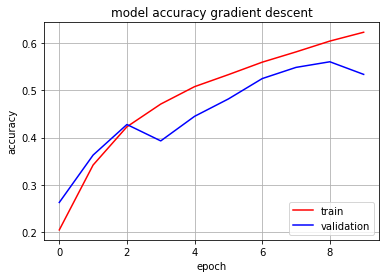 model accuracy gradient descent
accuracy
0.6
0.5
0.4
0.3
0.2
train
validation
0 2 4 6 8
epoch